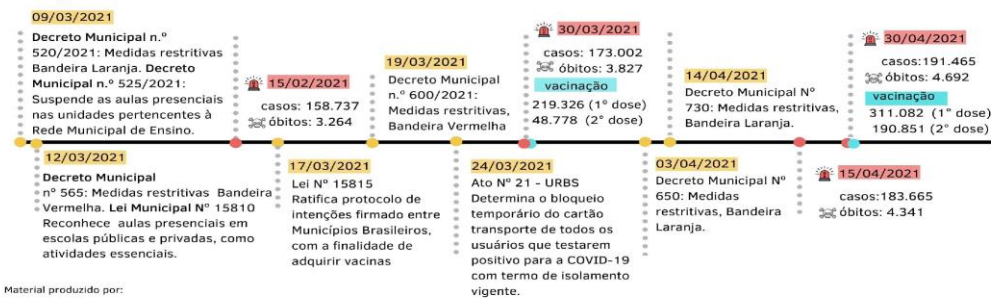 09/03/2021
Decreto Municipal n.º
520/2021: Medidas restritivas
Bandeira Laranja. Decreto
Municipal n.º 525/2021:
Suspende as aulas presenciais
nas unidades pertencentes à
Rede Municipal de Ensino.
12/03/2021
Decreto Municipal
nº 565: Medidas restritivas Bandeira
Vermelha. Lei Municipal Nº 15810
Reconhece aulas presenciais em
escolas públicas e privadas, como
atividades essenciais.
15/02/2021
casos: 158.737
óbitos: 3.264
17/03/2021
Lei Nº 15815
Ratifica protocolo de
intenções firmado entre
Municípios Brasileiros,
com a finalidade de
adquirir vacinas
19/03/2021
Decreto Municipal
n.º 600/2021:
Medidas restritivas,
Bandeira Vermelha
24/03/2021
Ato Nº 21 - URBS
Determina o bloqueio
temporário do cartão
transporte de todos os
usuários que testarem
positivo para a COVID-19
com termo de isolamento
vigente.
30/03/2021
casos: 173.002
óbitos: 3.827
vacinação
219.326 (1º dose)
48.778 (2º dose)
03/04/2021
Decreto Municipal Nº
650: Medidas
restritivas, Bandeira
Laranja.
14/04/2021
Decreto Municipal Nº
730: Medidas restritivas,
Bandeira Laranja.
15/04/2021
casos:183.665
óbitos: 4.341
30/04/2021
casos:191.465
óbitos: 4.692
vacinação
311.082 (1º dose)
190.851 (2º dose)
Material produzido por: